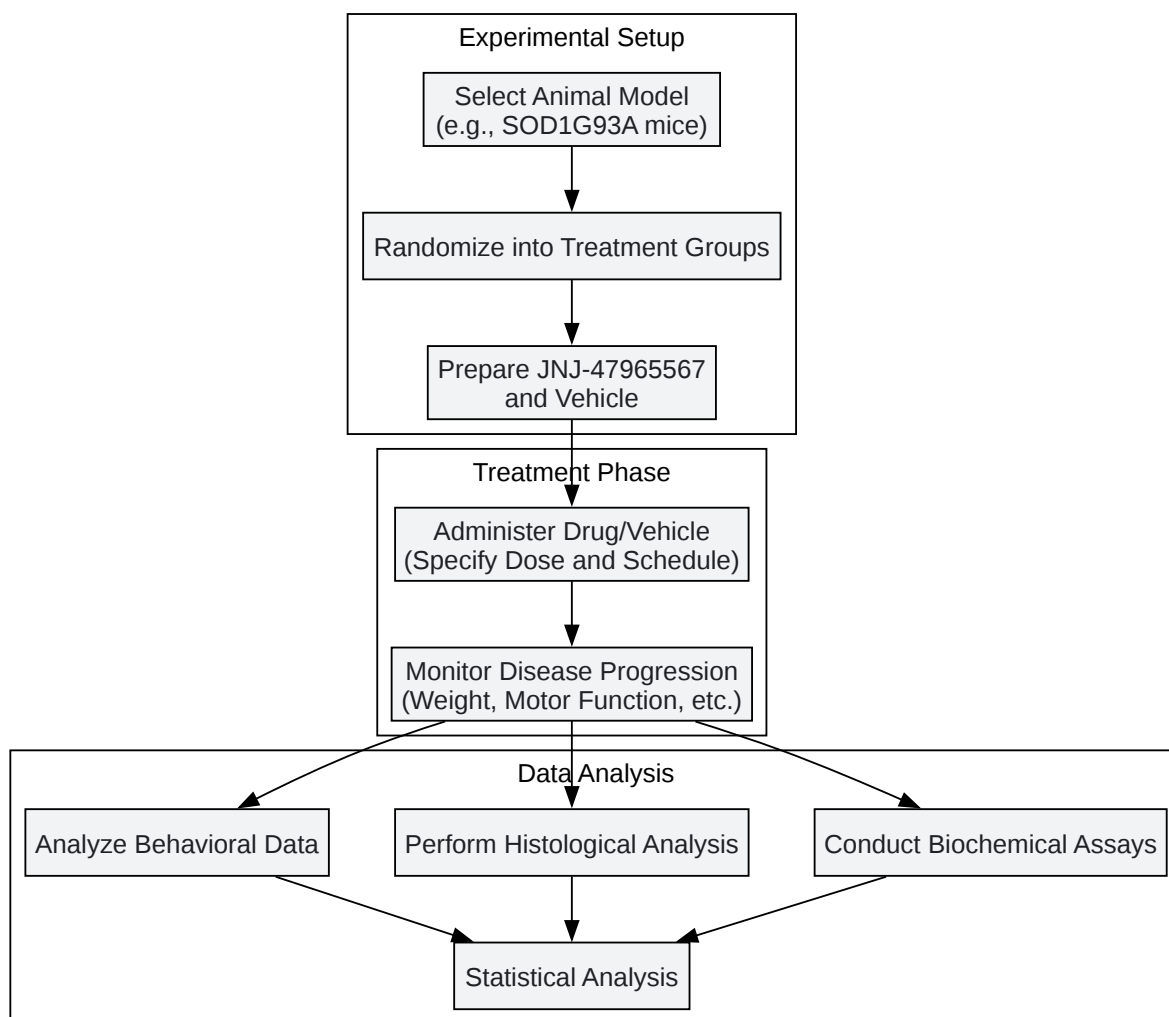 Experimental Setup
Select Animal Model
(e.g., SOD1G93A mice)
Randomize into Treatment Groups
Prepare JNJ-47965567
and Vehicle
Treatment Phase
Administer Drug/Vehicle
(Specify Dose and Schedule)
Monitor Disease Progression
(Weight, Motor Function, etc.)
Data Analysis
Analyze Behavioral Data
Perform Histological Analysis
Conduct Biochemical Assays
Statistical Analysis